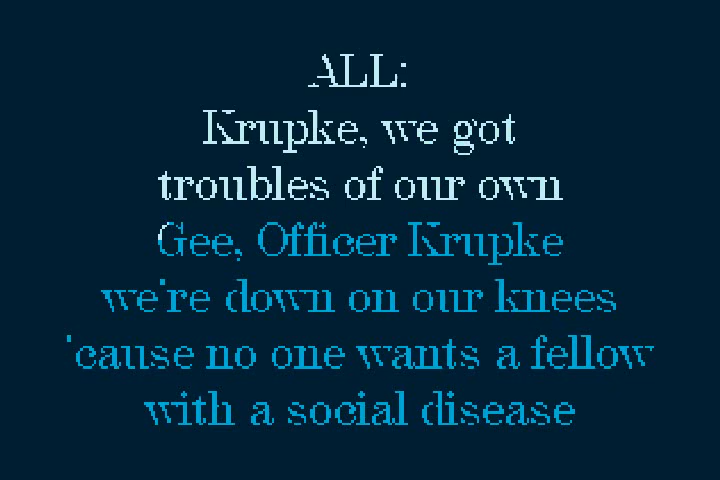 ALL:
Krupke, we got
troubles of our own
Gee, Officer Krupke
we're down on our knees
'cause no one wants a fellow
with a social disease